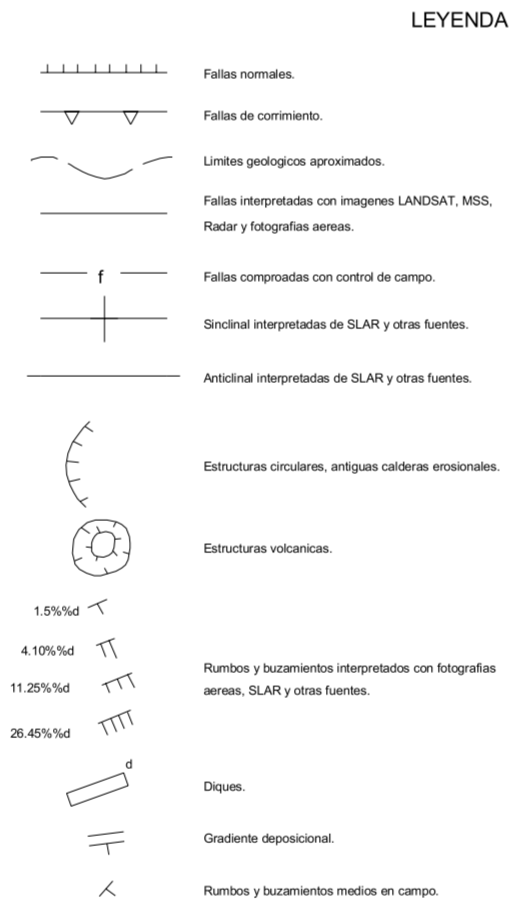 LEYENDA
Fallas normales.
Fallas de corrimiento.
Limites geologicos aproximados.
Fallas interpretadas con imagenes LANDSAT, MSS,
Radar y fotografias aereas.
f
Fallas comproadas con control de campo.
Sinclinal interpretadas de SLAR y otras fuentes.
Anticlinal interpretadas de SLAR y otras fuentes.
Estructuras circulares, antiguas calderas erosionales.
Estructuras volcanicas.
1.5%%d
4.10%%d
11.25%%d
26.45%%d
Rumbos y buzamientos interpretados con fotografias
aereas, SLAR y otras fuentes.
d
Diques.
Gradiente deposicional.
Rumbos y buzamientos medios en campo.